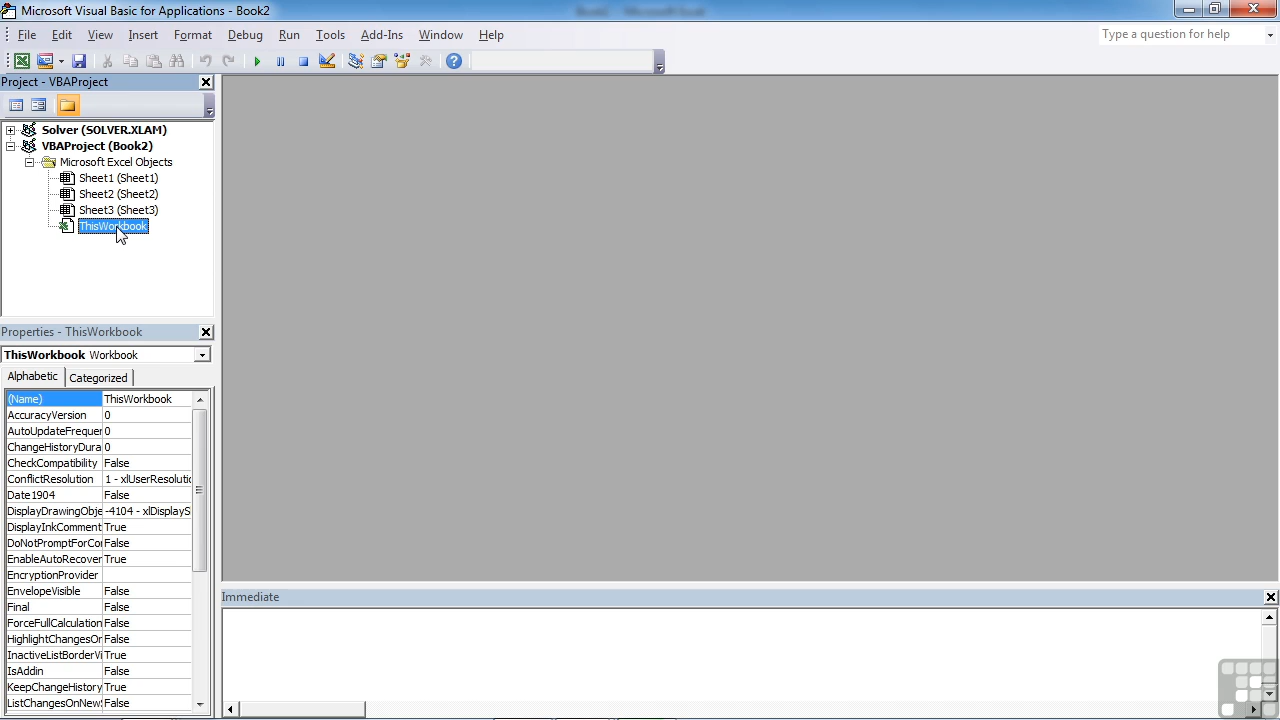 Microsoft Visual Basic for Applications - Book2
File Edit View Insert Format Debug Run Tools Add-Ins Window Help
Type a question for help
Project - VBAProject
Solver (SOLVER.XLAM)
VBAProject (Book2)
Microsoft Excel Objects
Sheet1 (Sheet1)
Sheet2 (Sheet2)
Sheet3 (Sheet3)
ThisWorkbook
Properties - ThisWorkbook
ThisWorkbook Workbook
Alphabetic Categorized
(Name) ThisWorkbook
AccuracyVersion 0
AutoUpdateFrequer 0
ChangeHistoryDura 0
CheckCompatibility False
ConflictResolution 1 - xlUserResolutic
Date1904 False
DisplayDrawingObje -4104 - xlDisplayS
DisplayInkComment True
DoNotPromptForCo False
EnableAutoRecover True
EncryptionProvider
EnvelopeVisible False
Final False
ForceFullCalculation False
HighlightChangesOr False
InactiveListBorderVi True
IsAddin False
KeepChangeHistory True
ListChangesOnNew False
Immediate